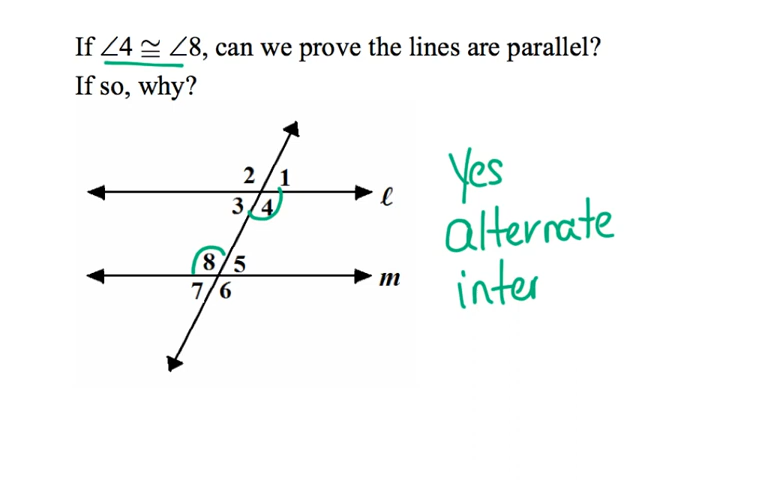 If ∠4 ≅ ∠8, can we prove the lines are parallel?
If so, why?
2 1
3 4
ℓ
8 5
7 6
m
Yes
alternate
inter